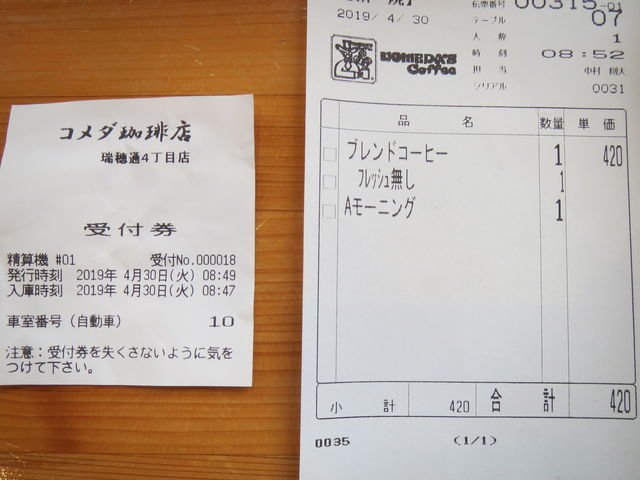 コメダ珈琲店
瑞穂通4丁目店
受付券
精算機 #01 受付No.000018
発行時刻 2019年 4月30日(火) 08:49
入庫時刻 2019年 4月30日(火) 08:47
車室番号(自動車) 10
注意:受付券を失くさないように気を
つけて下さい。
伝票番号 00315-01
2019/ 4/ 30 テーブル 07
人数 1
時刻 08:52
KOMEDA'S
Coffee
担当 中村 剛大
シリアル 0031
品名 数量 単価
ブレンドコーヒー 1 420
フレッシュ無し 1
Aモーニング 1
小計 420 合計 420
0035 (1/1)